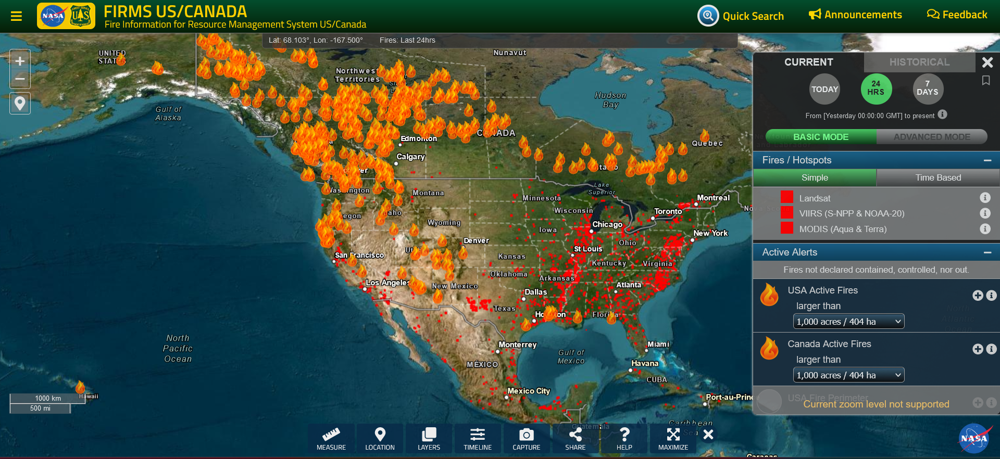 NASA
FOREST SERVICE
U S
FIRMS US/CANADA
Fire Information for Resource Management System US/Canada
Quick Search
Announcements
Feedback
Lat: 68.103°, Lon: -167.500°
Fires: Last 24hrs
UNITED
STATES
Nunavut
Northwest
Territories
Hudson
Bay
Gulf of
Alaska
CANADA
Edmonton
Quebec
Calgary
Ontario
Washington
Montana
Lake
Superior
Minnesota
Montreal
Wisconsin
Toronto
Wyoming
Iowa
Chicago
New York
Denver
Ohio
San Francisco
Kansas
St Louis
Kentucky
Virginia
Oklahoma
Arkansas
Los Angeles
New Mexico
Atlanta
Dallas
Texas
Houston
Florida
North
Pacific
Ocean
Monterrey
Miami
Gulf of
Mexico
MÉXICO
Havana
CUBA
Mexico City
Hawaii
Port-au-Prince
Guatemala
Caribbean
Sea
Caracas
1000 km
500 mi
CURRENT
HISTORICAL
TODAY
24
HRS
7
DAYS
From [Yesterday 00:00:00 GMT] to present
BASIC MODE
ADVANCED MODE
Fires / Hotspots
Simple
Time Based
Landsat
VIIRS (S-NPP & NOAA-20)
MODIS (Aqua & Terra)
Active Alerts
Fires not declared contained, controlled, nor out.
USA Active Fires
larger than
1,000 acres / 404 ha
Canada Active Fires
larger than
1,000 acres / 404 ha
USA Fire Perimeter
Current zoom level not supported
MEASURE
LOCATION
LAYERS
TIMELINE
CAPTURE
SHARE
HELP
MAXIMIZE
NASA